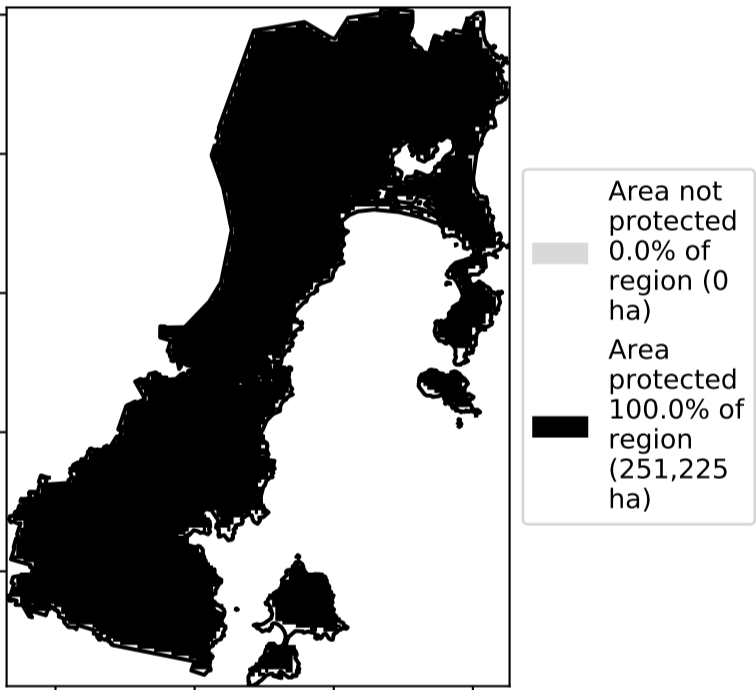 Area not
protected
0.0% of
region (0
ha)
Area
protected
100.0% of
region
(251,225
ha)